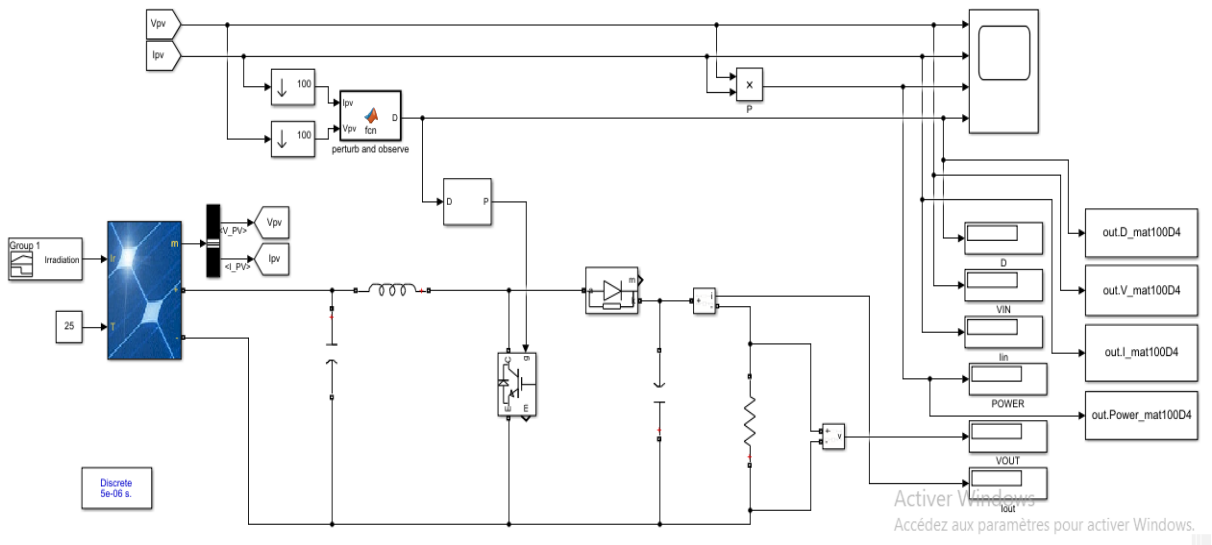 Vpv
Ipv
100
100
Ipv
Vpv
fcn
D
perturb and observe
×
P
D
P
Group 1
Irradiation
25
Ir
T
m
+
-
<V_PV>
<I_PV>
Vpv
Ipv
a
m
k
g
C
E
m
+
i
-
+
-
v
D
VIN
Iin
POWER
VOUT
Iout
out.D_mat100D4
out.V_mat100D4
out.I_mat100D4
out.Power_mat100D4
Discrete
5e-06 s.
Activer Windows
Accédez aux paramètres pour activer Windows.